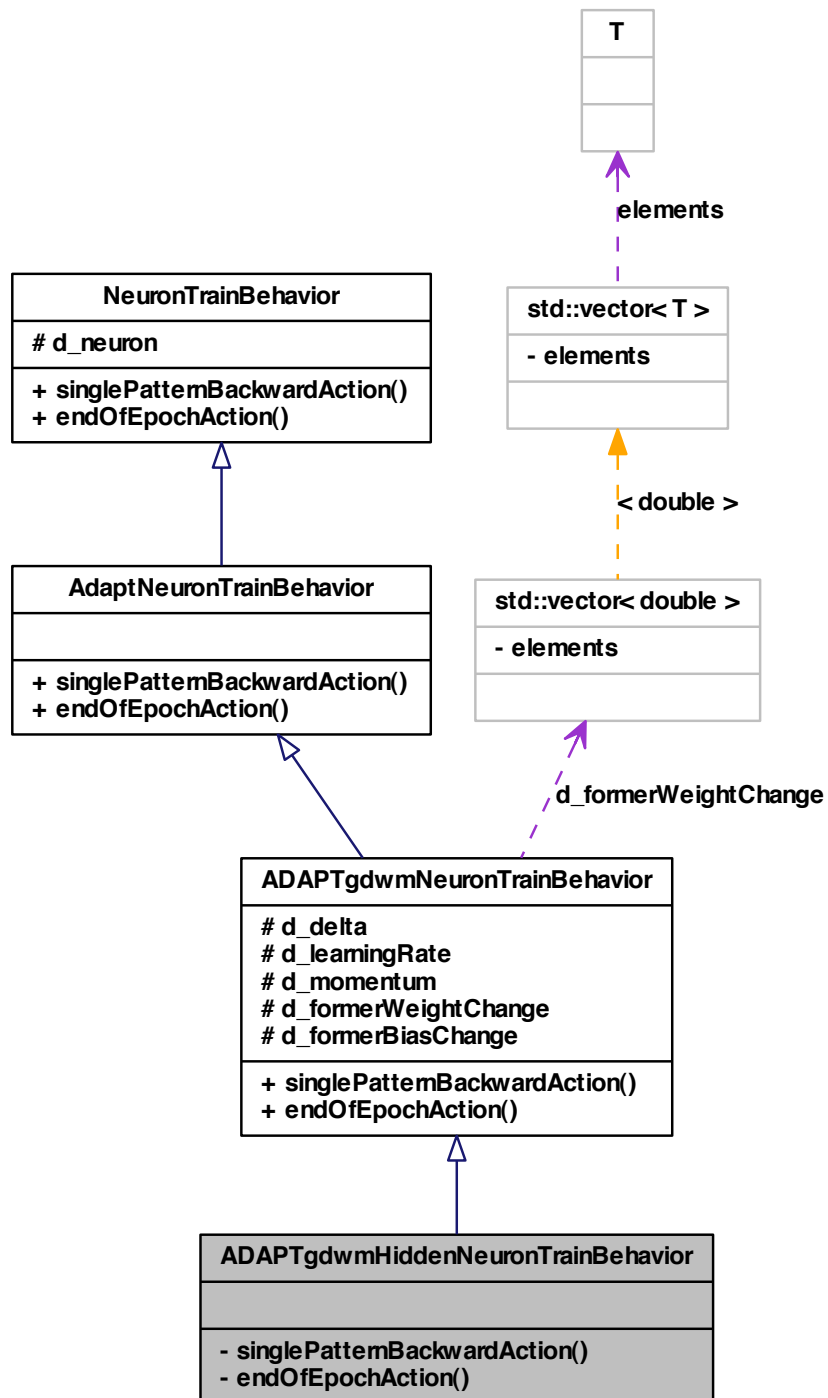 T
elements
NeuronTrainBehavior
# d_neuron
+ singlePatternBackwardAction()
+ endOfEpochAction()
std::vector< T >
- elements
< double >
AdaptNeuronTrainBehavior
+ singlePatternBackwardAction()
+ endOfEpochAction()
std::vector< double >
- elements
d_formerWeightChange
ADAPTgdwmNeuronTrainBehavior
# d_delta
# d_learningRate
# d_momentum
# d_formerWeightChange
# d_formerBiasChange
+ singlePatternBackwardAction()
+ endOfEpochAction()
ADAPTgdwmHiddenNeuronTrainBehavior
- singlePatternBackwardAction()
- endOfEpochAction()